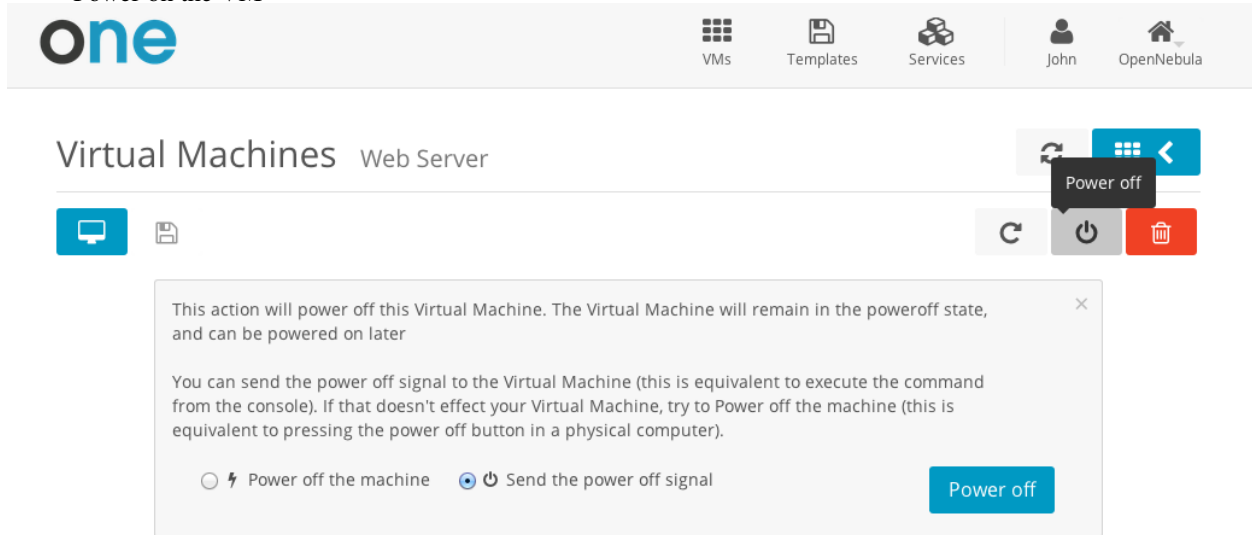 Power the VM
one
VMs Templates Services John OpenNebula
Virtual Machines Web Server
Power off
This action will power off this Virtual Machine. The Virtual Machine will remain in the poweroff state,
and can be powered on later
You can send the power off signal to the Virtual Machine (this is equivalent to execute the command
from the console). If that doesn't effect your Virtual Machine, try to Power off the machine (this is
equivalent to pressing the power off button in a physical computer).
Power off the machine Send the power off signal
Power off